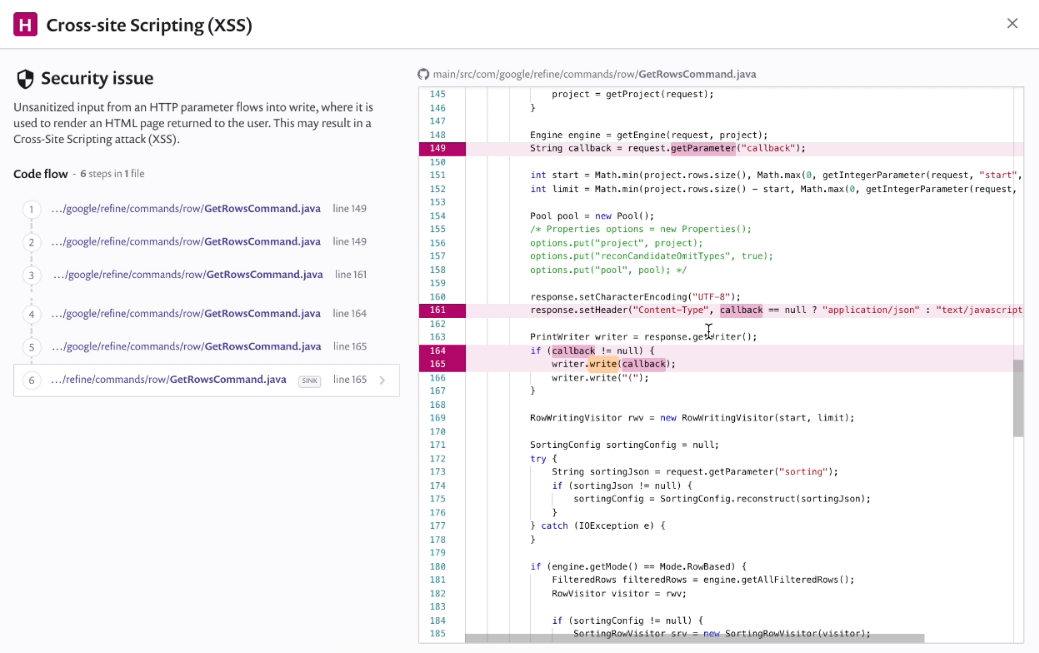 H Cross-site Scripting (XSS)
Security issue
Unsanitized input from an HTTP parameter flows into write, where it is
used to render an HTML page returned to the user. This may result in a
Cross-Site Scripting attack (XSS).
Code flow - 6 steps in 1 file
1 .../google/refine/commands/row/GetRowsCommand.java line 149
2 .../google/refine/commands/row/GetRowsCommand.java line 149
3 .../google/refine/commands/row/GetRowsCommand.java line 161
4 .../google/refine/commands/row/GetRowsCommand.java line 164
5 .../google/refine/commands/row/GetRowsCommand.java line 165
6 .../refine/commands/row/GetRowsCommand.java SINK line 165
main/src/com/google/refine/commands/row/GetRowsCommand.java
145 project = getProject(request);
146 }
147
148 Engine engine = getEngine(request, project);
149 String callback = request.getParameter("callback");
150
151 int start = Math.min(project.rows.size(), Math.max(0, getIntegerParameter(request, "start",
152 int limit = Math.min(project.rows.size() - start, Math.max(0, getIntegerParameter(request,
153
154 Pool pool = new Pool();
155 /* Properties options = new Properties();
156 options.put("project", project);
157 options.put("reconCandidateOmitTypes", true);
158 options.put("pool", pool); */
159
160 response.setCharacterEncoding("UTF-8");
161 response.setHeader("Content-Type", callback == null ? "application/json" : "text/javascript
162
163 PrintWriter writer = response.getWriter();
164 if (callback != null) {
165 writer.write(callback);
166 writer.write("(");
167 }
168
169 RowWritingVisitor rwv = new RowWritingVisitor(start, limit);
170
171 SortingConfig sortingConfig = null;
172 try {
173 String sortingJson = request.getParameter("sorting");
174 if (sortingJson != null) {
175 sortingConfig = SortingConfig.reconstruct(sortingJson);
176 }
177 } catch (IOException e) {
178 }
179
180 if (engine.getMode() == Mode.RowBased) {
181 FilteredRows filteredRows = engine.getAllFilteredRows();
182 RowVisitor visitor = rwv;
183
184 if (sortingConfig != null) {
185 SortingRowVisitor srv = new SortingRowVisitor(visitor);